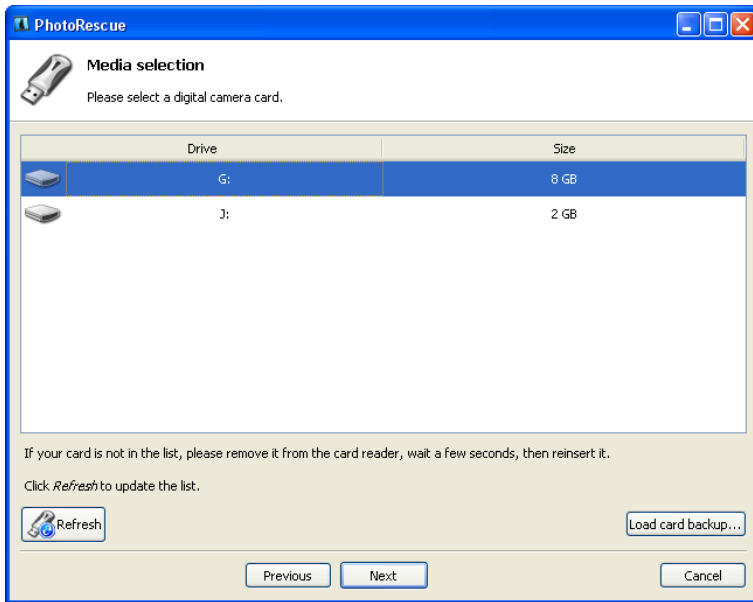 PhotoRescue
Media selection
Please select a digital camera card.
Drive Size
G: 8 GB
J: 2 GB
If your card is not in the list, please remove it from the card reader, wait a few seconds, then reinsert it.
Click Refresh to update the list.
Refresh Load card backup...
Previous Next Cancel